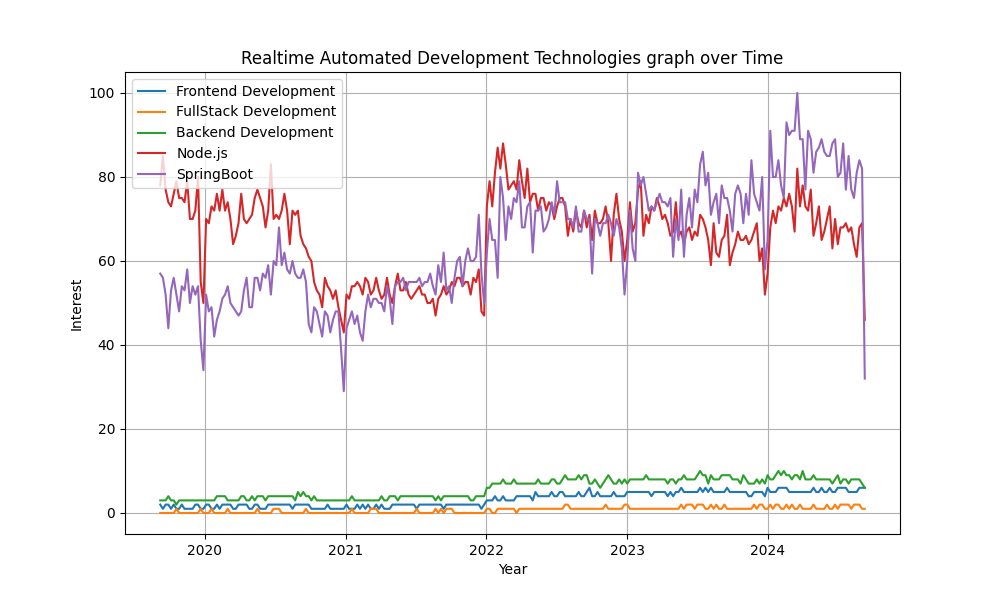 Realtime Automated Development Technologies graph over Time
100
80
60
40
20
0
Interest
Frontend Development
FullStack Development
Backend Development
Node.js
SpringBoot
2020
2021
2022
2023
2024
Year